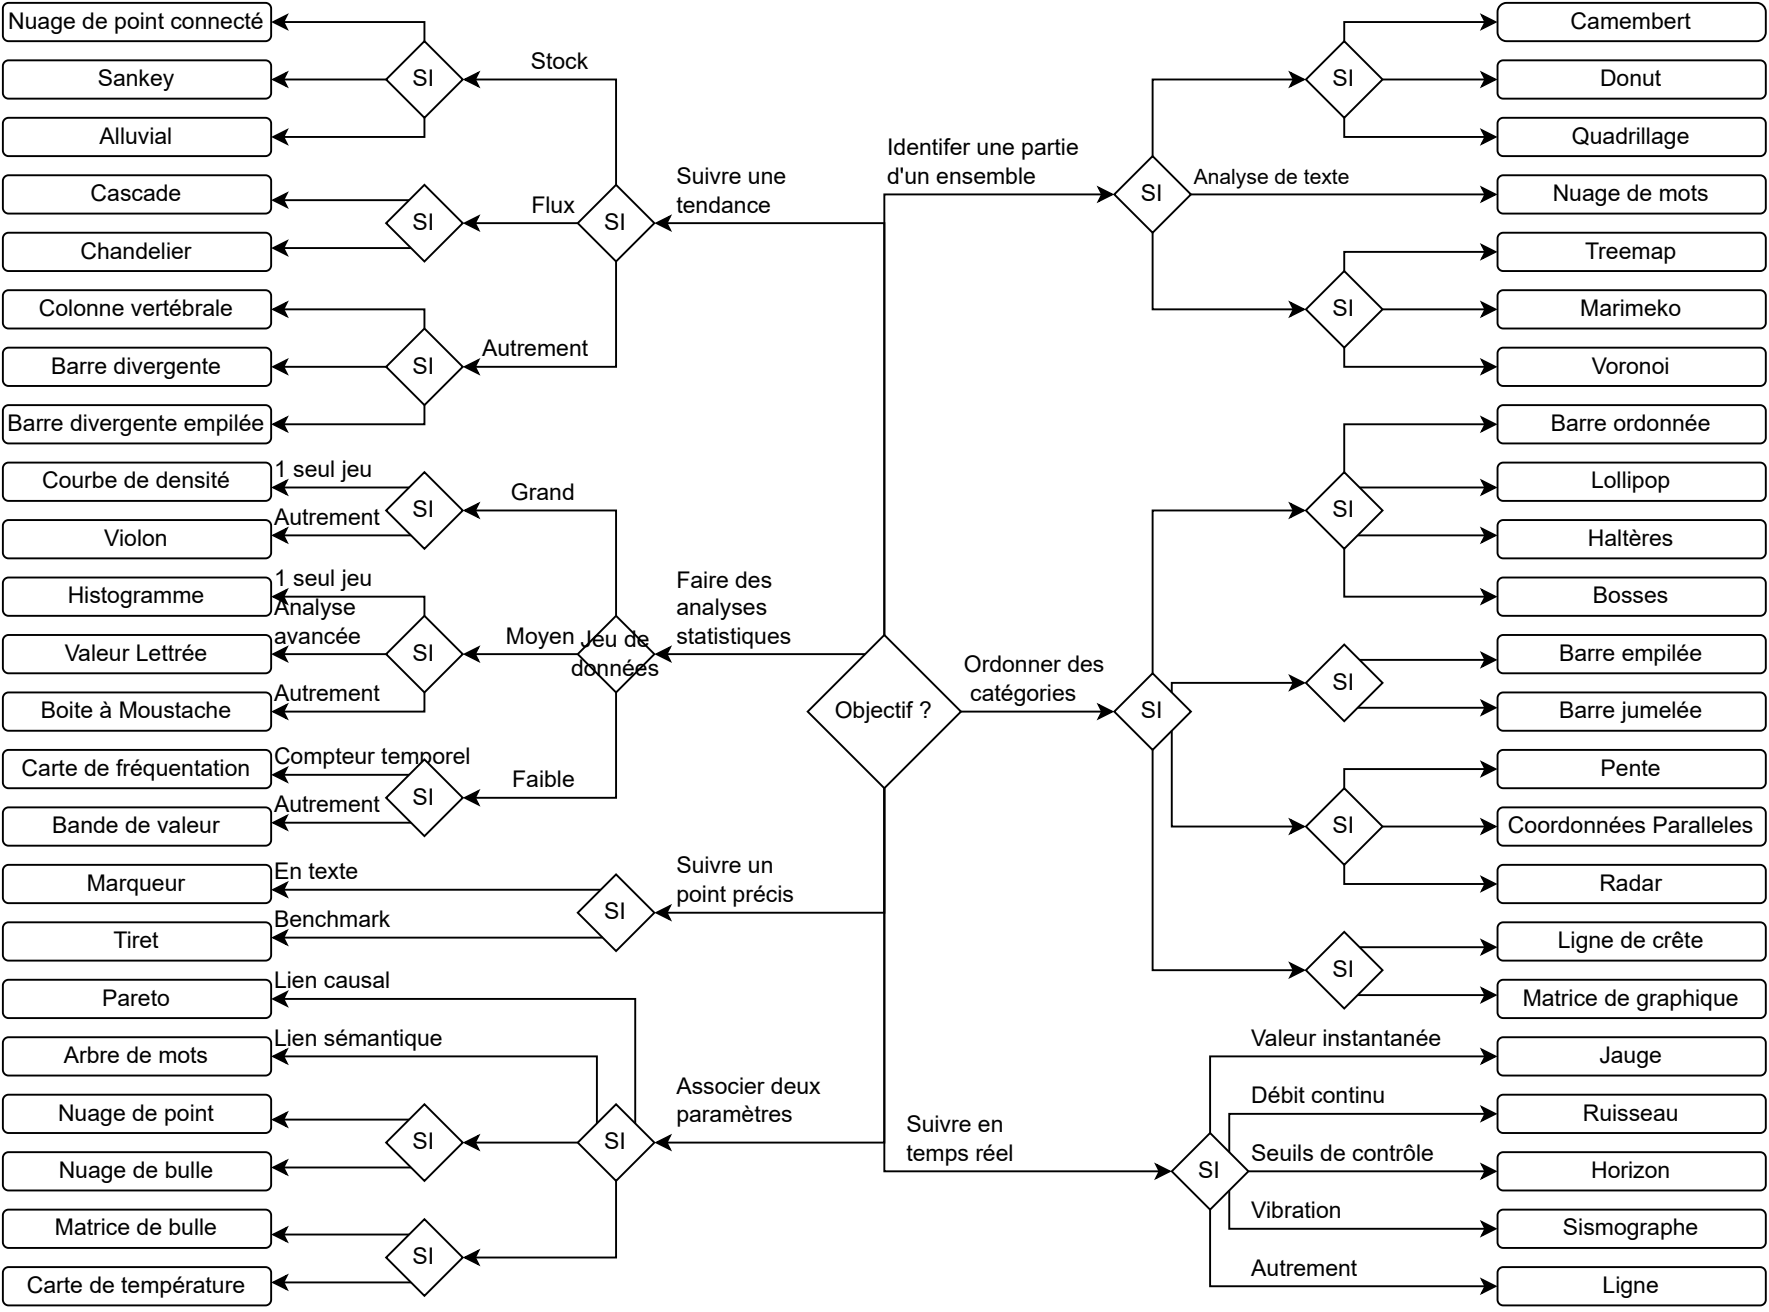 Nuage de point connecté
Sankey
Alluvial
Cascade
Chandelier
Colonne vertébrale
Barre divergente
Barre divergente empilée
Courbe de densité
Violon
Histogramme
Valeur Lettrée
Boite à Moustache
Carte de fréquentation
Bande de valeur
Marqueur
Tiret
Pareto
Arbre de mots
Nuage de point
Nuage de bulle
Matrice de bulle
Carte de température
1 seul jeu
Autrement
1 seul jeu
Analyse
avancée
Autrement
Compteur temporel
Autrement
En texte
Benchmark
Lien causal
Lien sémantique
SI
SI
SI
SI
SI
SI
SI
SI
Stock
Flux
Autrement
Grand
Moyen
Faible
SI
Jeu de
données
SI
SI
Suivre une
tendance
Faire des
analyses
statistiques
Suivre un
point précis
Associer deux
paramètres
Objectif ?
Identifer une partie
d'un ensemble
Ordonner des
catégories
Suivre en
temps réel
SI
SI
SI
Analyse de texte
SI
SI
SI
SI
SI
SI
Valeur instantanée
Débit continu
Seuils de contrôle
Vibration
Autrement
Camembert
Donut
Quadrillage
Nuage de mots
Treemap
Marimeko
Voronoi
Barre ordonnée
Lollipop
Haltères
Bosses
Barre empilée
Barre jumelée
Pente
Coordonnées Paralleles
Radar
Ligne de crête
Matrice de graphique
Jauge
Ruisseau
Horizon
Sismographe
Ligne